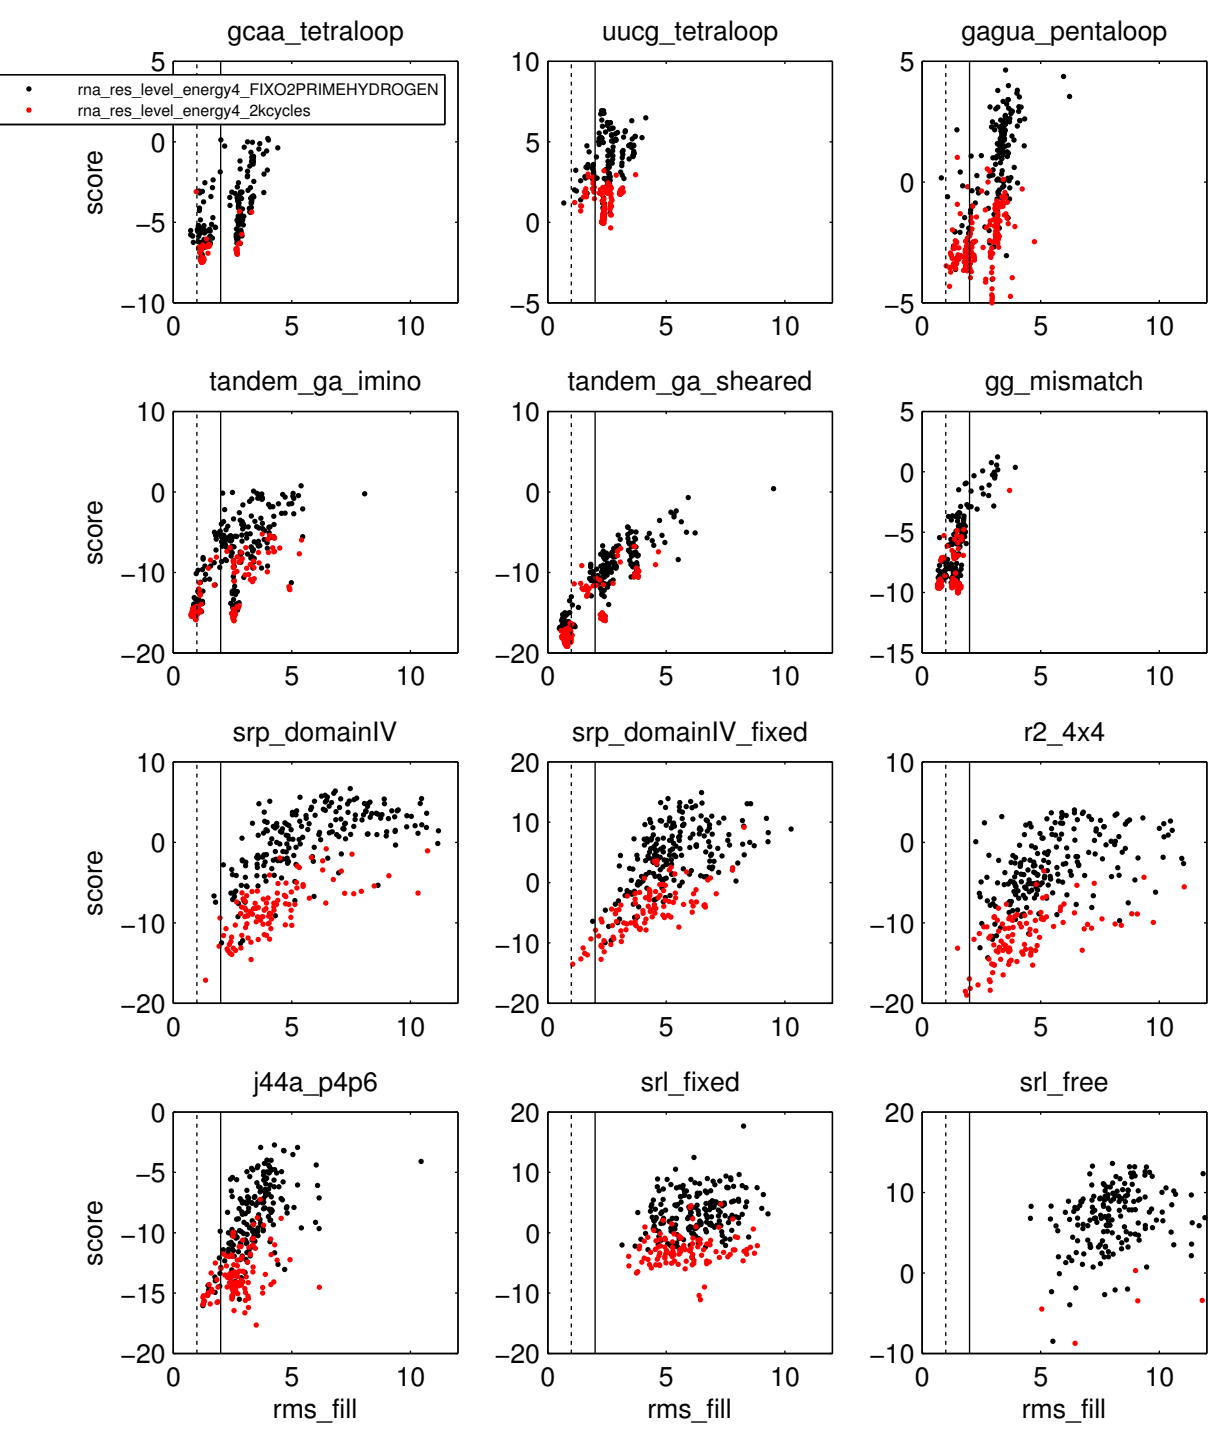 gcaa_tetraloop uucg_tetraloop gagua_pentaloop
rna_res_level_energy4_FIXO2PRIMEHYDROGEN
rna_res_level_energy4_2kcycles
score
5
0
−5
−10
0 5 10
10
5
0
−5
0 5 10
5
0
−5
0 5 10
tandem_ga_imino tandem_ga_sheared gg_mismatch
score
10
0
−10
−20
0 5 10
10
0
−10
−20
0 5 10
5
0
−5
−10
−15
0 5 10
srp_domainIV srp_domainIV_fixed r2_4x4
score
10
0
−10
−20
0 5 10
20
10
0
−10
−20
0 5 10
10
0
−10
−20
0 5 10
j44a_p4p6 srl_fixed srl_free
score
0
−5
−10
−15
−20
0 5 10
rms_fill
20
10
0
−10
−20
0 5 10
rms_fill
20
10
0
−10
0 5 10
rms_fill